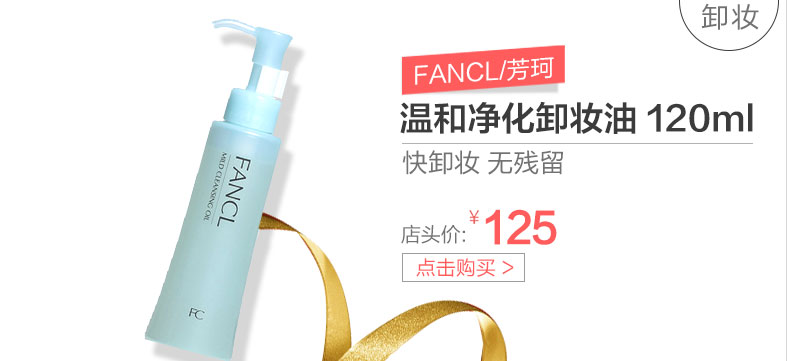 卸妆
FANCL/芳珂
温和净化卸妆油 120ml
快卸妆 无残留
店头价: ¥125
点击购买 >
FANCL
MILD CLEANSING OIL
FC